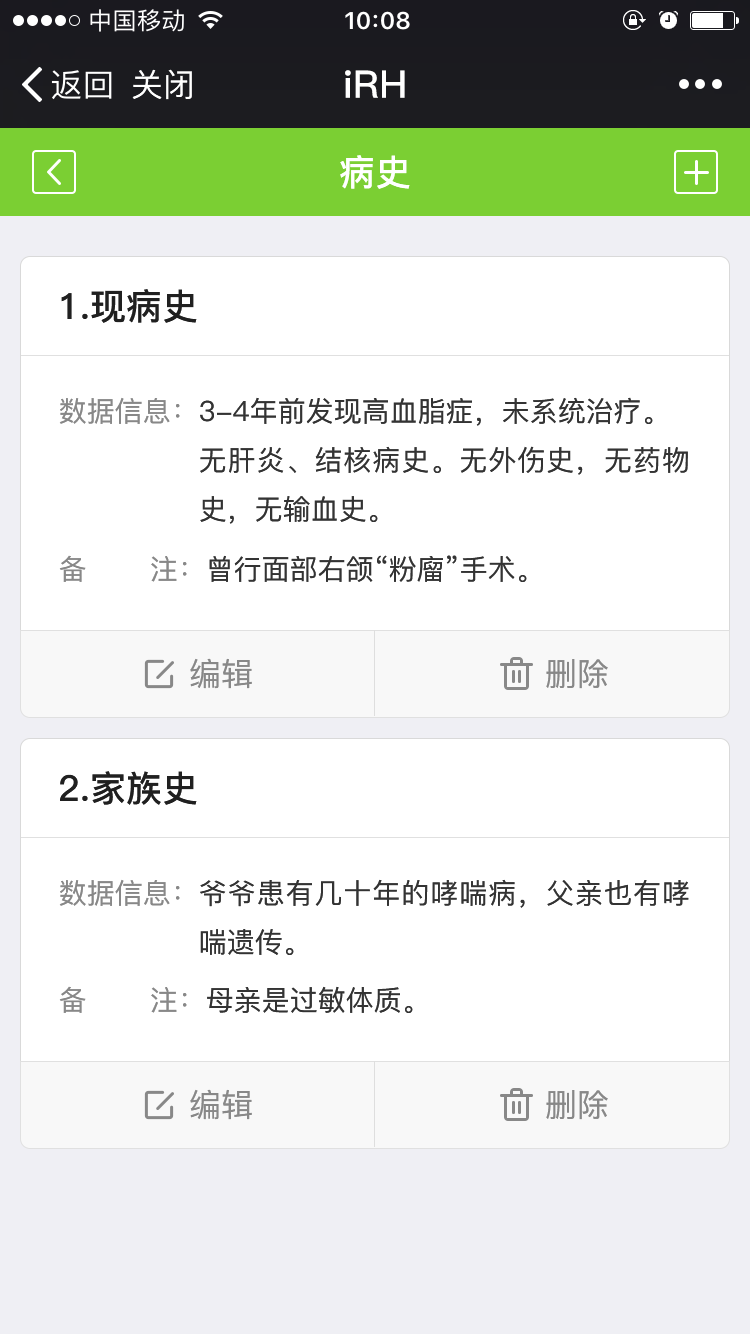 中国移动 10:08
返回 关闭 iRH
病史
1.现病史
数据信息：3-4年前发现高血脂症，未系统治疗。
无肝炎、结核病史。无外伤史，无药物
史，无输血史。
备 注：曾行面部右颌“粉瘤”手术。
编辑 删除
2.家族史
数据信息：爷爷患有几十年的哮喘病，父亲也有哮
喘遗传。
备 注：母亲是过敏体质。
编辑 删除